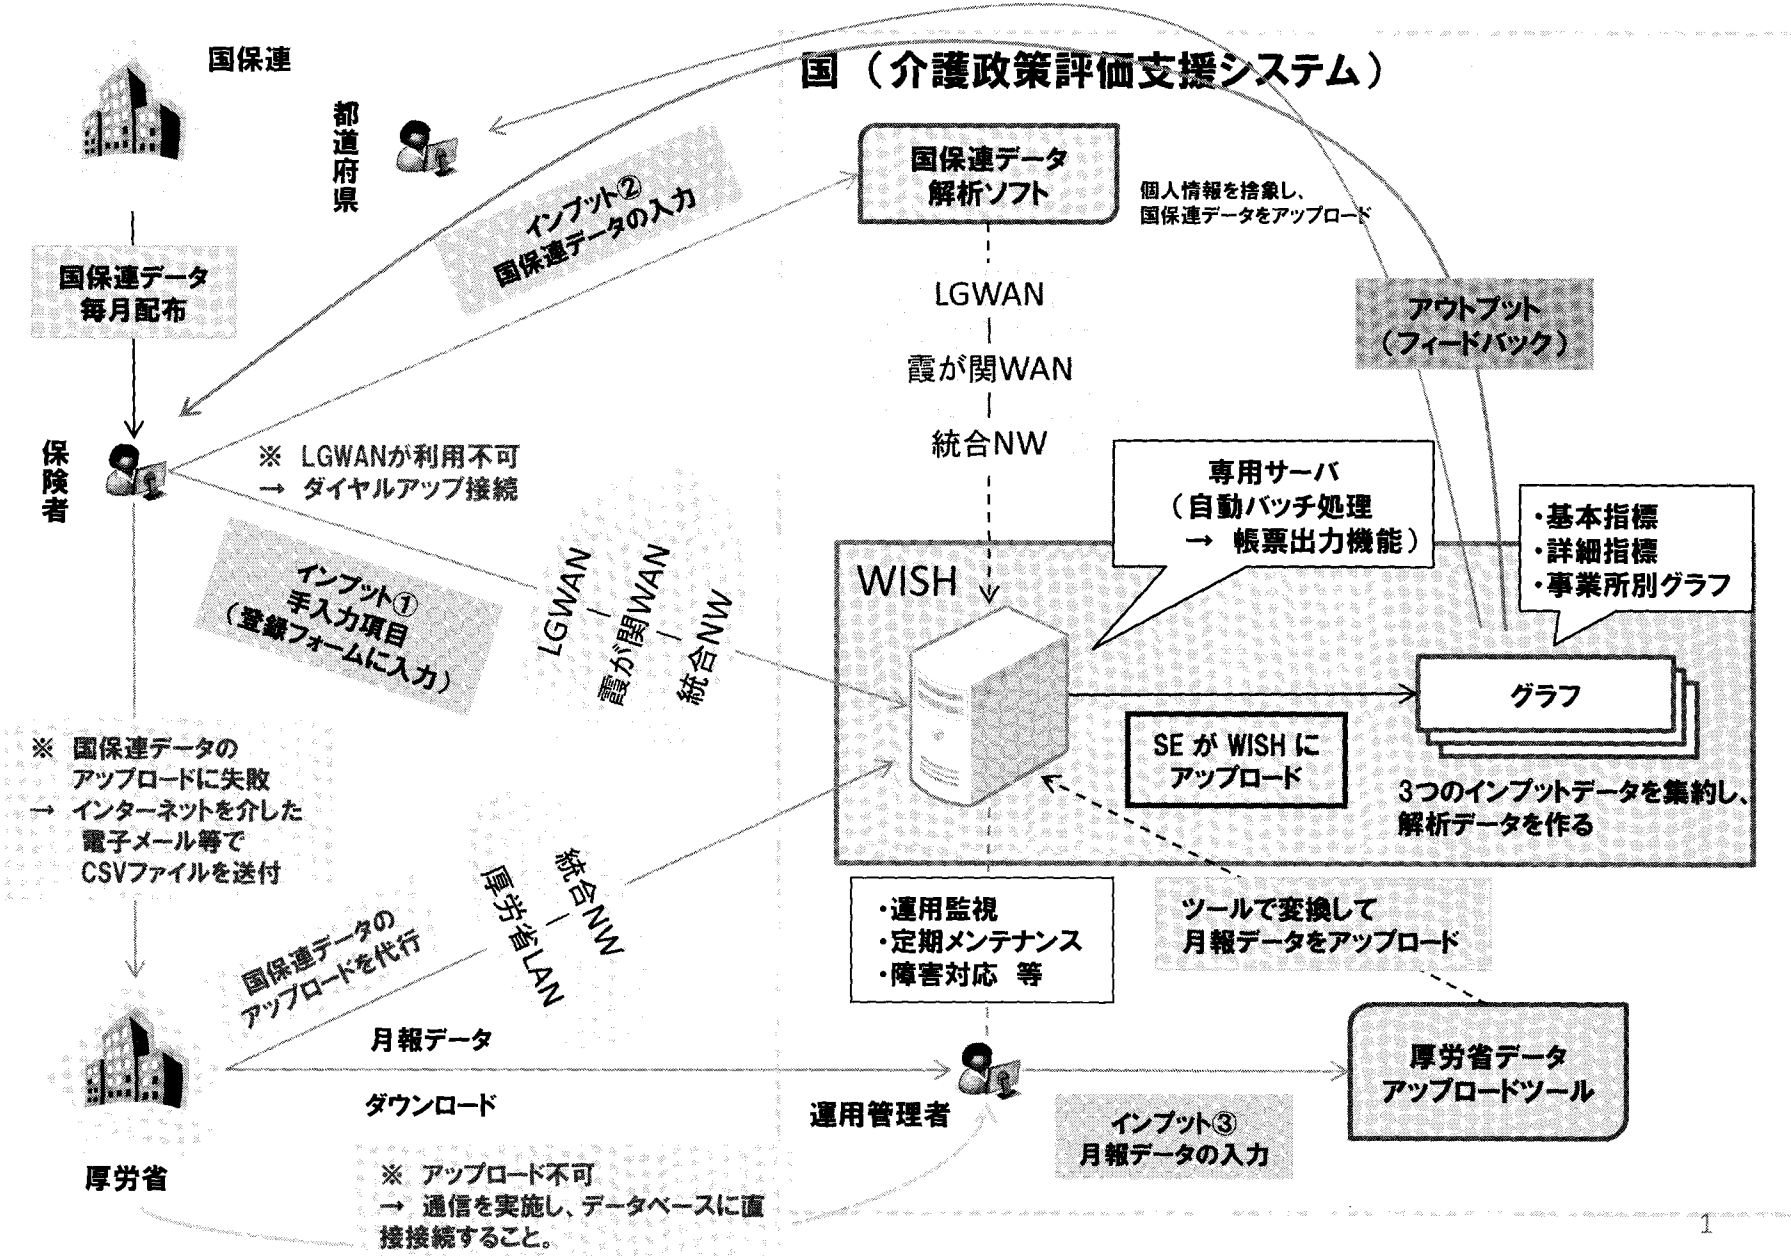 国保連
国（介護政策評価支援システム）
都道府県
国保連データ
解析ソフト
個人情報を捨象し、
国保連データをアップロード
インプット②
国保連データの入力
国保連データ
毎月配布
LGWAN
霞が関WAN
統合NW
アウトプット
（フィードバック）
保険者
※ LGWANが利用不可
→ ダイヤルアップ接続
専用サーバ
（自動バッチ処理
→ 帳票出力機能）
・基本指標
・詳細指標
・事業所別グラフ
インプット①
手入力項目
（登録フォームに入力）
LGWAN
霞が関WAN
統合NW
WISH
グラフ
SE が WISH に
アップロード
3つのインプットデータを集約し、
解析データを作る
※ 国保連データの
アップロードに失敗
→ インターネットを介した
電子メール等で
CSVファイルを送付
統合NW
厚労省LAN
国保連データの
アップロードを代行
・運用監視
・定期メンテナンス
・障害対応 等
ツールで変換して
月報データをアップロード
月報データ
ダウンロード
厚労省データ
アップロードツール
運用管理者
インプット③
月報データの入力
厚労省
※ アップロード不可
→ 通信を実施し、データベースに直
接接続すること。
1